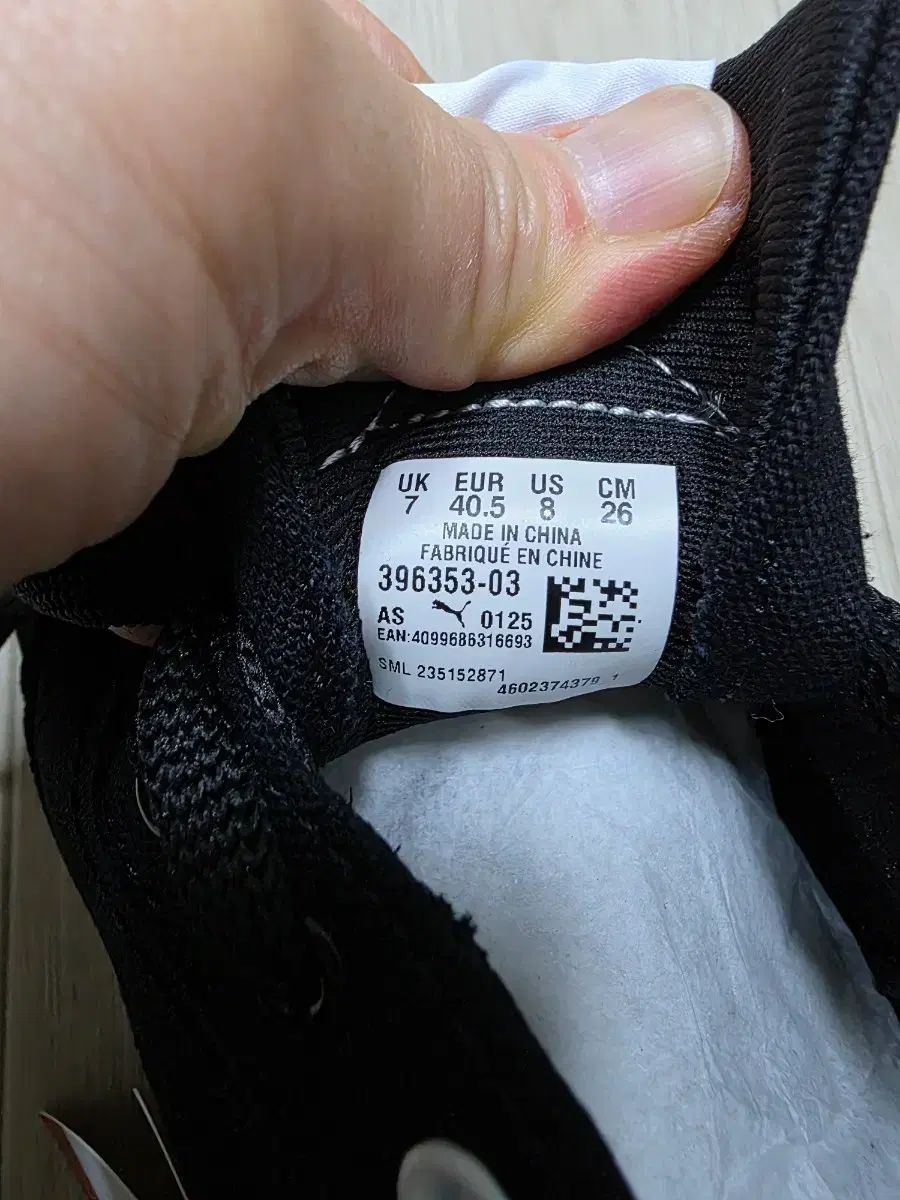 UK EUR US CM
7 40.5 8 26
MADE IN CHINA
FABRIQUÉ EN CHINE
396353-03
AS 0125
EAN:4099686316693
SML 235152871
4602374379 1